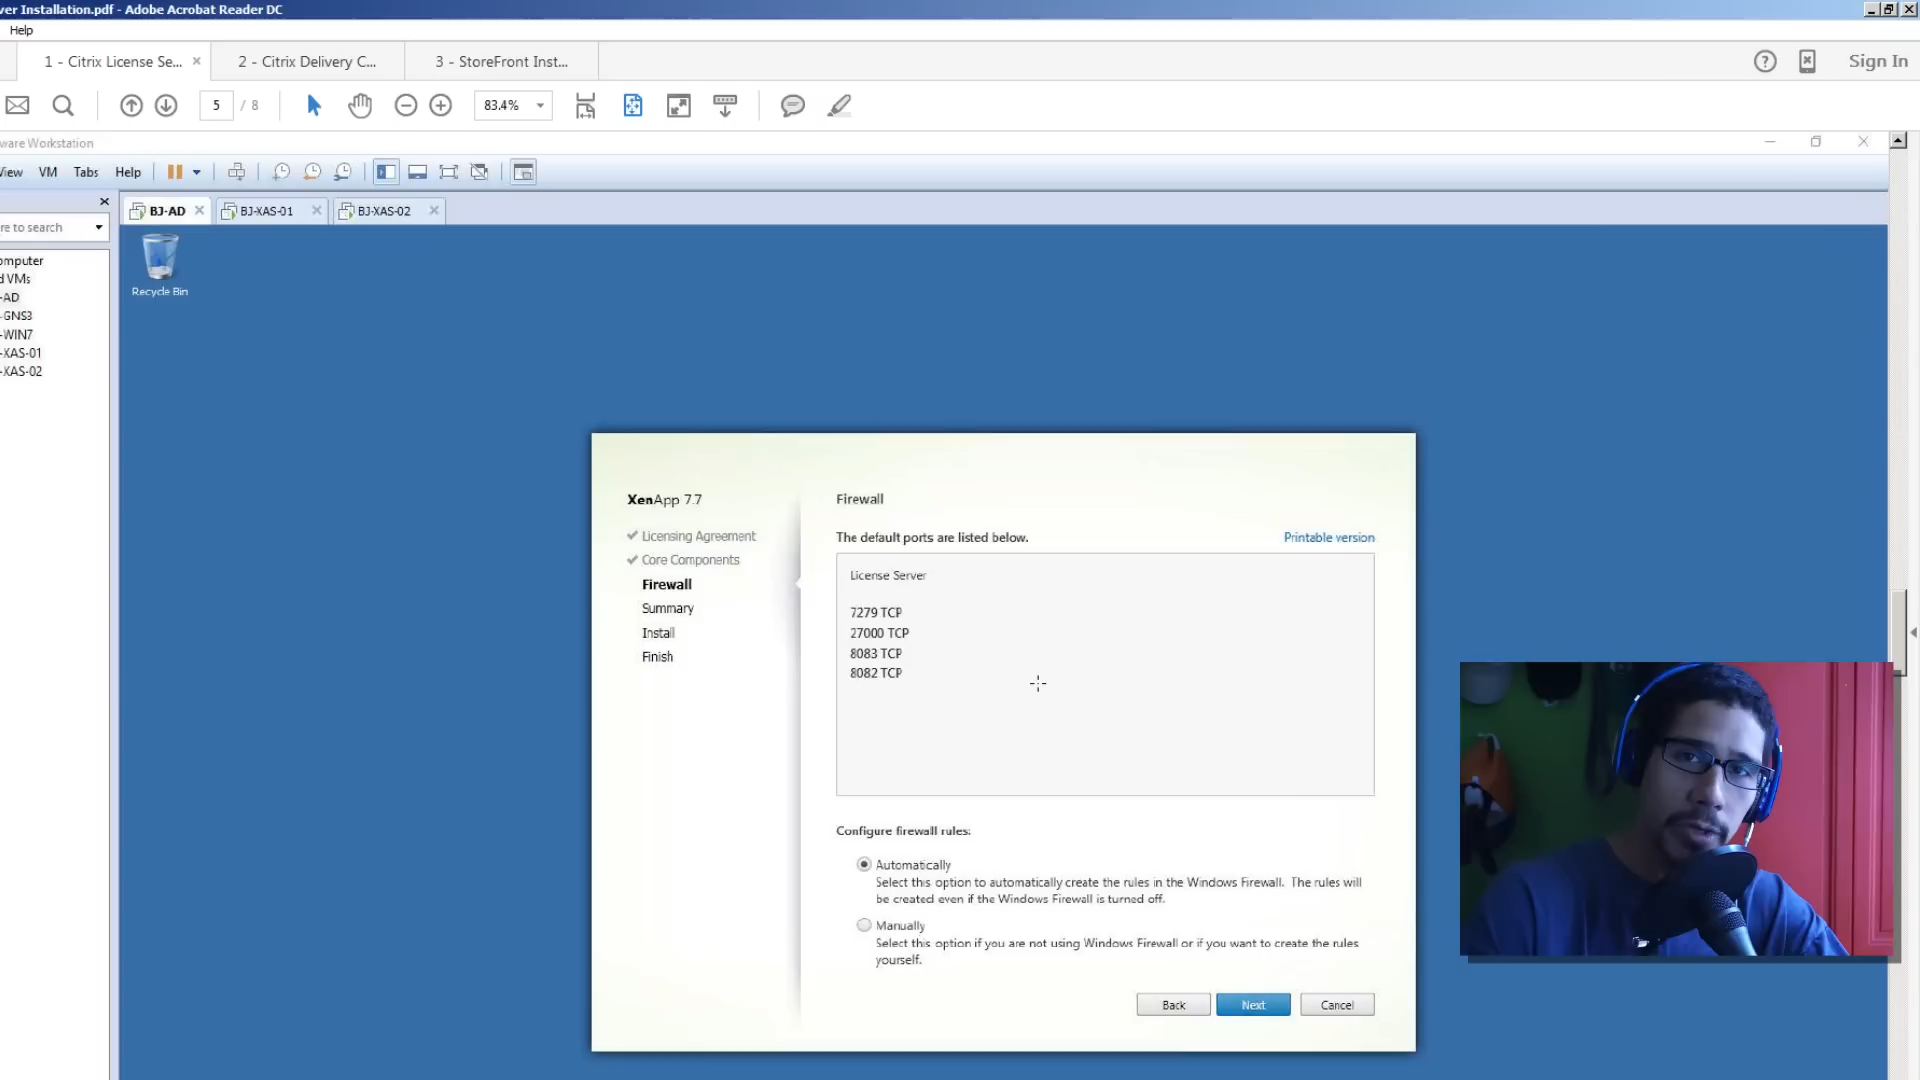 ver Installation.pdf - Adobe Acrobat Reader DC
Help
1 - Citrix License Se...
2 - Citrix Delivery C...
3 - StoreFront Inst...
Sign In
5 / 8
83.4%
ware Workstation
View VM Tabs Help
BJ-AD
BJ-XAS-01
BJ-XAS-02
re to search
omputer
d VMs
-AD
-GNS3
-WIN7
-XAS-01
-XAS-02
Recycle Bin
XenApp 7.7
Licensing Agreement
Core Components
Firewall
Summary
Install
Finish
Firewall
The default ports are listed below.
Printable version
License Server
7279 TCP
27000 TCP
8083 TCP
8082 TCP
Configure firewall rules:
Automatically
Select this option to automatically create the rules in the Windows Firewall. The rules will
be created even if the Windows Firewall is turned off.
Manually
Select this option if you are not using Windows Firewall or if you want to create the rules
yourself.
Back
Next
Cancel